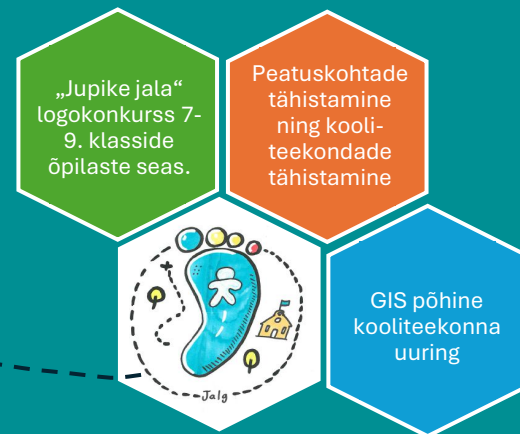 „Jupike jala“
logokonkurss 7-
9. klasside
õpilaste seas.
Peatuskohtade
tähistamine
ning kooli-
teekondade
tähistamine
GIS põhine
kooliteekonna
uuring
Jalg